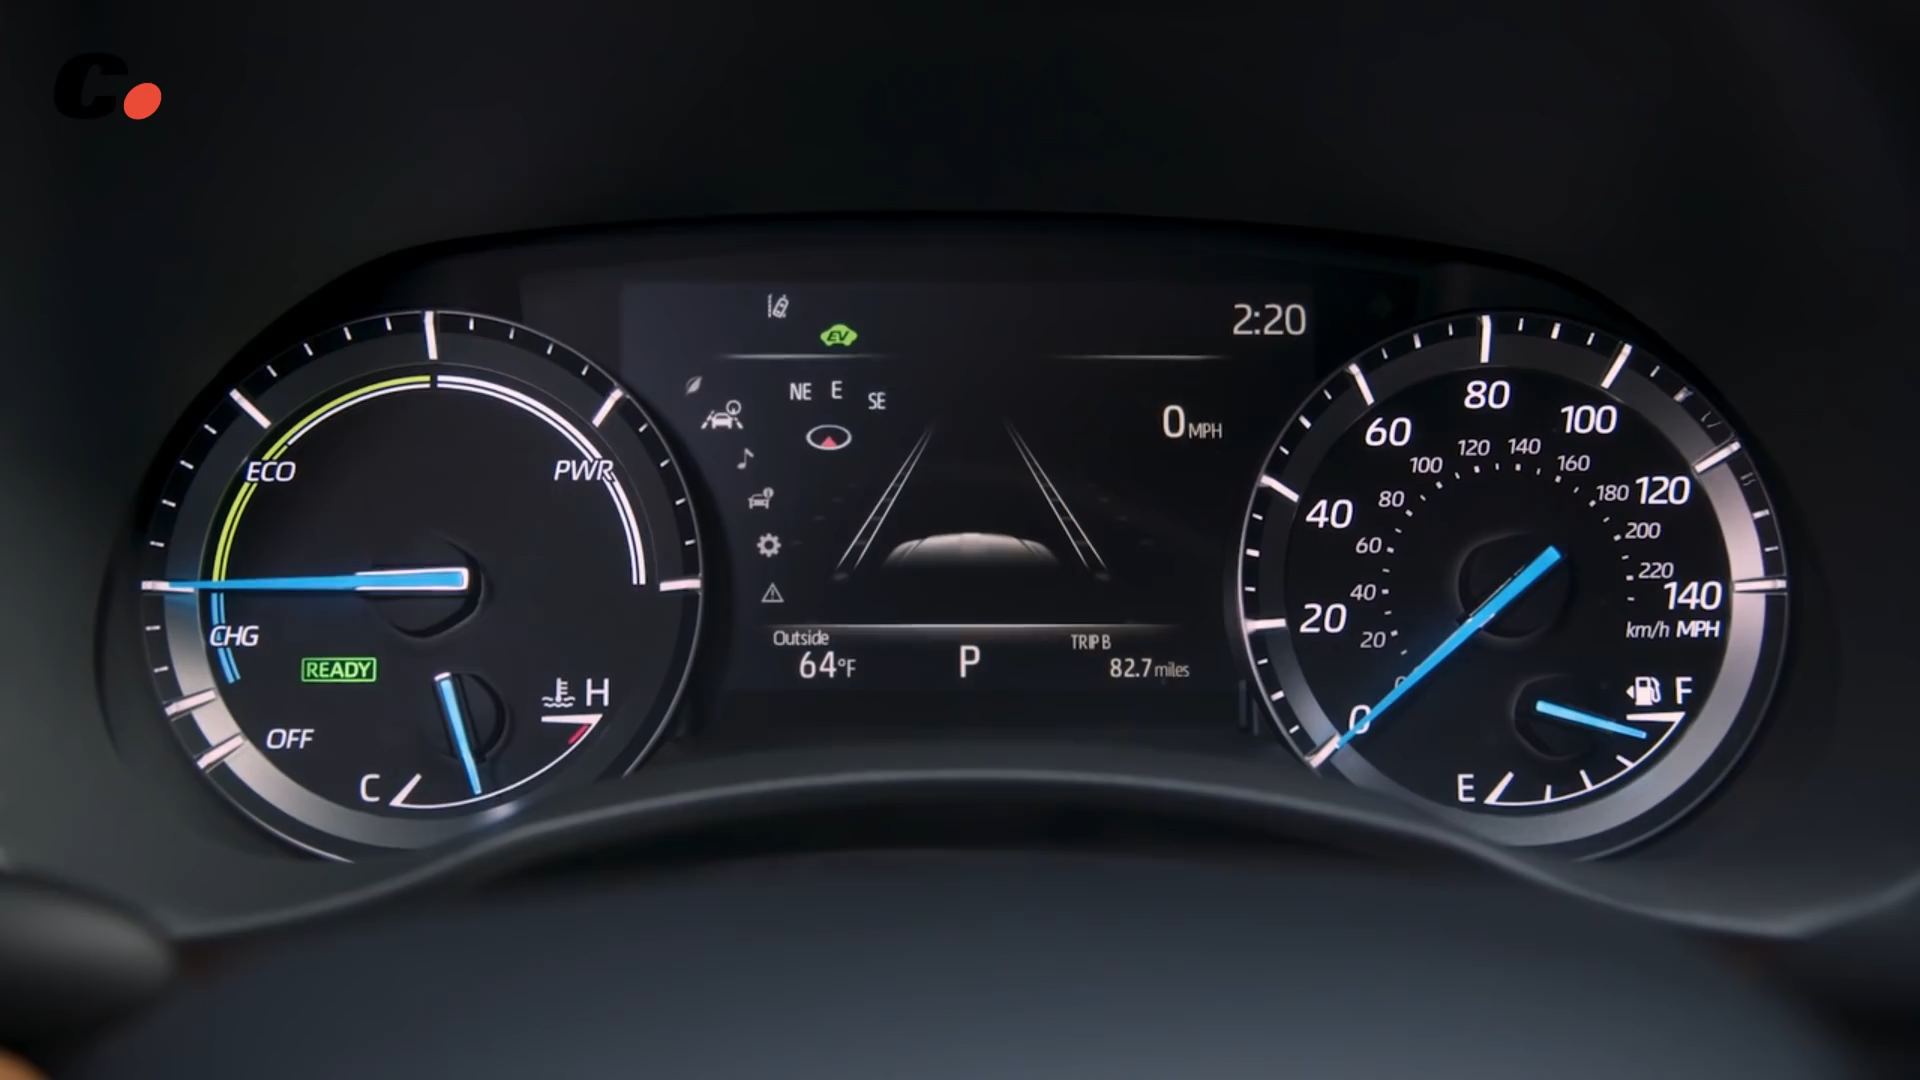 C.
2:20
EV
NE E SE
0 MPH
ECO
PWR
CHG
READY
OFF
H
C
Outside
64°F
P
TRIP B
82.7 miles
0
20
40
60
80
100
120
140
km/h MPH
0
20
40
60
80
100
120
140
160
180
200
220
F
E